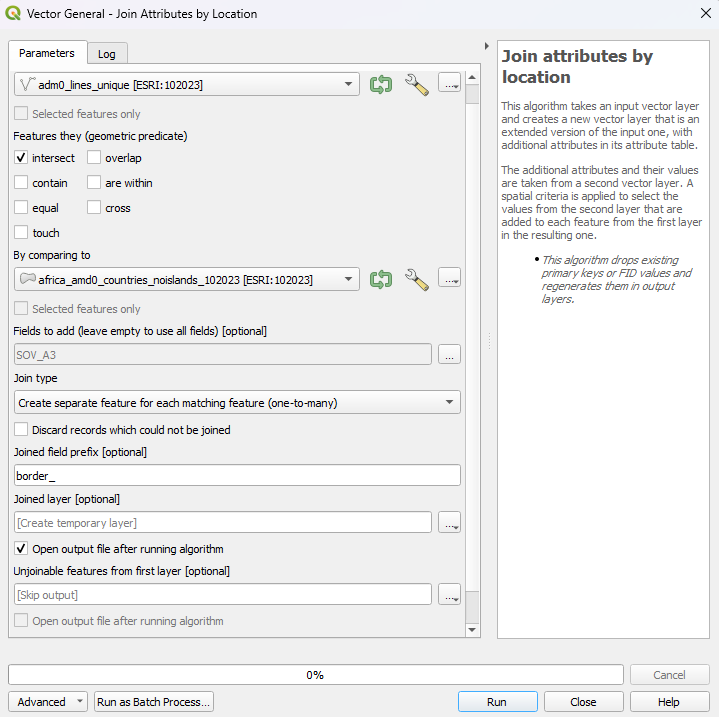 Vector General - Join Attributes by Location
Parameters
Log
adm0_lines_unique [ESRI:102023]
...
Selected features only
Features they (geometric predicate)
intersect
overlap
contain
are within
equal
cross
touch
By comparing to
africa_amd0_countries_noislands_102023 [ESRI:102023]
...
Selected features only
Fields to add (leave empty to use all fields) [optional]
SOV_A3
...
Join type
Create separate feature for each matching feature (one-to-many)
Discard records which could not be joined
Joined field prefix [optional]
border_
Joined layer [optional]
[Create temporary layer]
...
Open output file after running algorithm
Unjoinable features from first layer [optional]
[Skip output]
...
Open output file after running algorithm
Join attributes by
location
This algorithm takes an input vector layer
and creates a new vector layer that is an
extended version of the input one, with
additional attributes in its attribute table.
The additional attributes and their values
are taken from a second vector layer. A
spatial criteria is applied to select the
values from the second layer that are
added to each feature from the first layer
in the resulting one.
• This algorithm drops existing
primary keys or FID values and
regenerates them in output
layers.
0%
Cancel
Advanced
Run as Batch Process...
Run
Close
Help